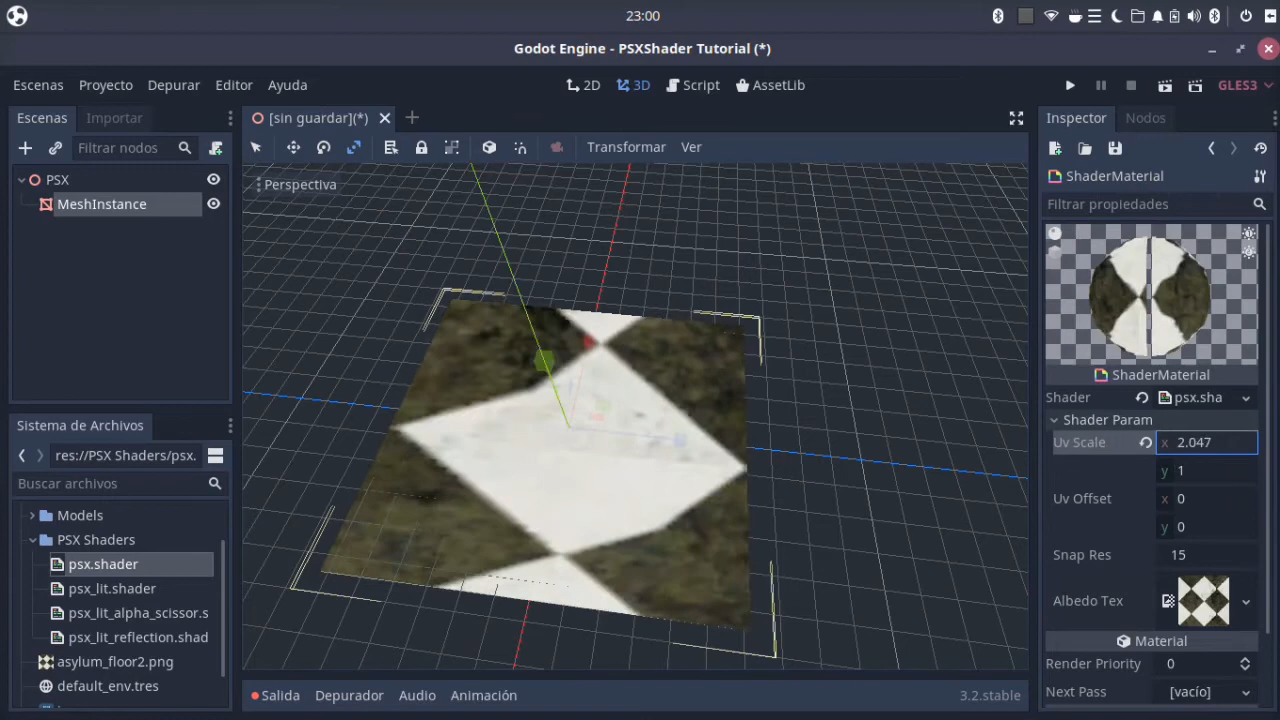 23:00
Godot Engine - PSXShader Tutorial (*)
Escenas Proyecto Depurar Editor Ayuda
2D 3D Script AssetLib
GLES3
Escenas Importar
Filtrar nodos
PSX
MeshInstance
Sistema de Archivos
res://PSX Shaders/psx.
Buscar archivos
Models
PSX Shaders
psx.shader
psx_lit.shader
psx_lit_alpha_scissor.s
psx_lit_reflection.shad
asylum_floor2.png
default_env.tres
[sin guardar](*)
Transformar Ver
Perspectiva
Salida Depurador Audio Animación 3.2.stable
Inspector Nodos
ShaderMaterial
Filtrar propiedades
ShaderMaterial
Shader psx.sha
Shader Param
Uv Scale x 2.047
y 1
Uv Offset x 0
y 0
Snap Res 15
Albedo Tex
Material
Render Priority 0
Next Pass [vacío]